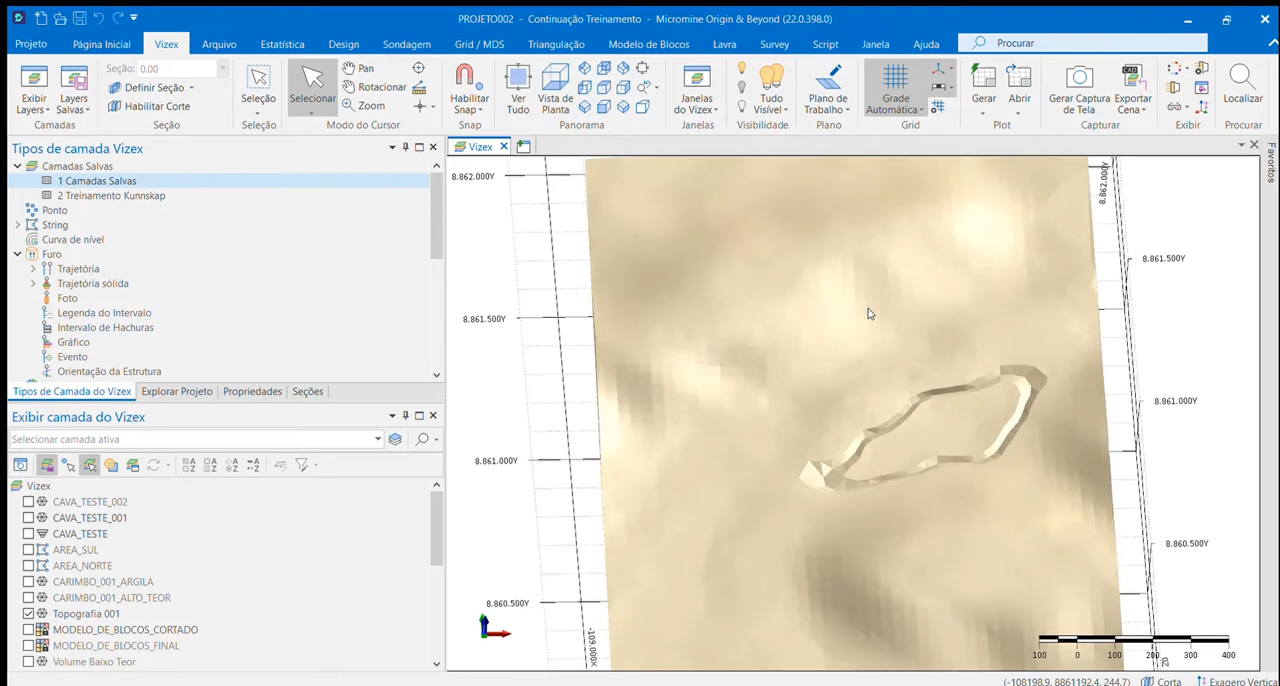 PROJETO002 - Continuação Treinamento - Micromine Origin & Beyond (22.0.398.0)
Projeto Página Inicial Vizex Arquivo Estatística Design Sondagem Grid / MDS Triangulação Modelo de Blocos Lavra Survey Script Janela Ajuda Procurar
Exibir Layers
Layers Salvas
Camadas
Seção: 0.00
Definir Seção
Habilitar Corte
Seção
Seleção
Seleção
Selecionar
Pan
Rotacionar
Zoom
Modo do Cursor
Habilitar Snap
Snap
Ver Tudo
Vista de Planta
Panorama
Janelas do Vizex
Janelas
Tudo Visível
Visibilidade
Plano de Trabalho
Plano
Grade Automática
Grid
Gerar
Abrir
Plot
Gerar Captura de Tela
Exportar Cena
Capturar
Exibir
Localizar
Procurar
Tipos de camada Vizex
Camadas Salvas
1 Camadas Salvas
2 Treinamento Kunnskap
Ponto
String
Curva de nível
Furo
Trajetória
Trajetória sólida
Foto
Legenda do Intervalo
Intervalo de Hachuras
Gráfico
Evento
Orientação da Estrutura
Tipos de Camada do Vizex Explorar Projeto Propriedades Seções
Exibir camada do Vizex
Selecionar camada ativa
Vizex
CAVA_TESTE_002
CAVA_TESTE_001
CAVA_TESTE
AREA_SUL
AREA_NORTE
CARIMBO_001_ARGILA
CARIMBO_001_ALTO_TEOR
Topografia 001
MODELO_DE_BLOCOS_CORTADO
MODELO_DE_BLOCOS_FINAL
Volume Baixo Teor
Vizex
Favoritos
8.862.000Y
8.862.000Y
8.861.500Y
8.861.500Y
8.861.000Y
8.861.000Y
8.860.500Y
8.860.500Y
-109.000X
100 0 100 200 300 400
(-108198.9, 8861192.4, 244.7) Corta Exagero Vertica